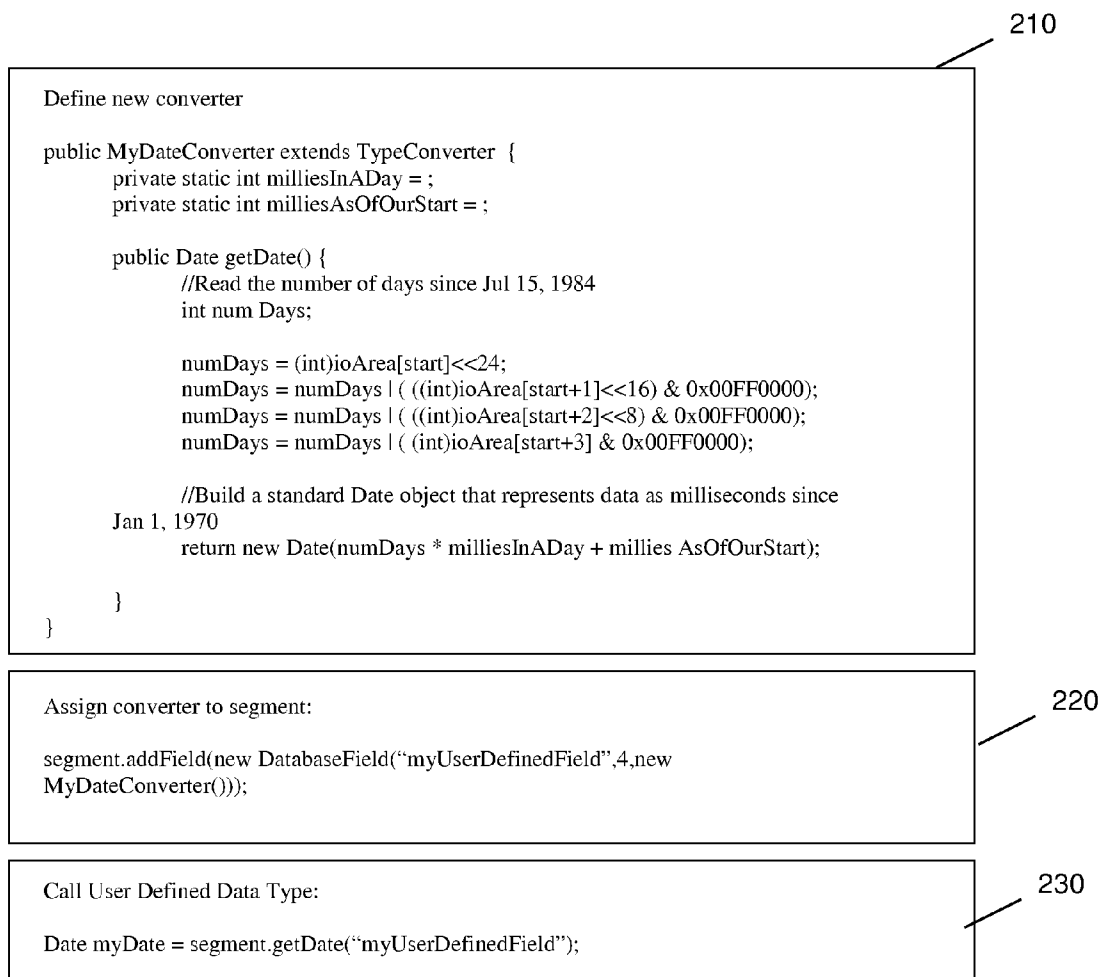 210
Define new converter
public MyDateConverter extends TypeConverter {
private static int milliesInADay = ;
private static int milliesAsOfOurStart = ;
public Date getDate() {
//Read the number of days since Jul 15, 1984
int num Days;
numDays = (int)ioArea[start]<<24;
numDays = numDays | ( ((int)ioArea[start+1]<<16) & 0x00FF0000);
numDays = numDays | ( ((int)ioArea[start+2]<<8) & 0x00FF0000);
numDays = numDays | ( (int)ioArea[start+3] & 0x00FF0000);
//Build a standard Date object that represents data as milliseconds since
Jan 1, 1970
return new Date(numDays * milliesInADay + millies AsOfOurStart);
}
}
220
Assign converter to segment:
segment.addField(new DatabaseField(“myUserDefinedField”,4,new
MyDateConverter()));
230
Call User Defined Data Type:
Date myDate = segment.getDate(“myUserDefinedField”);